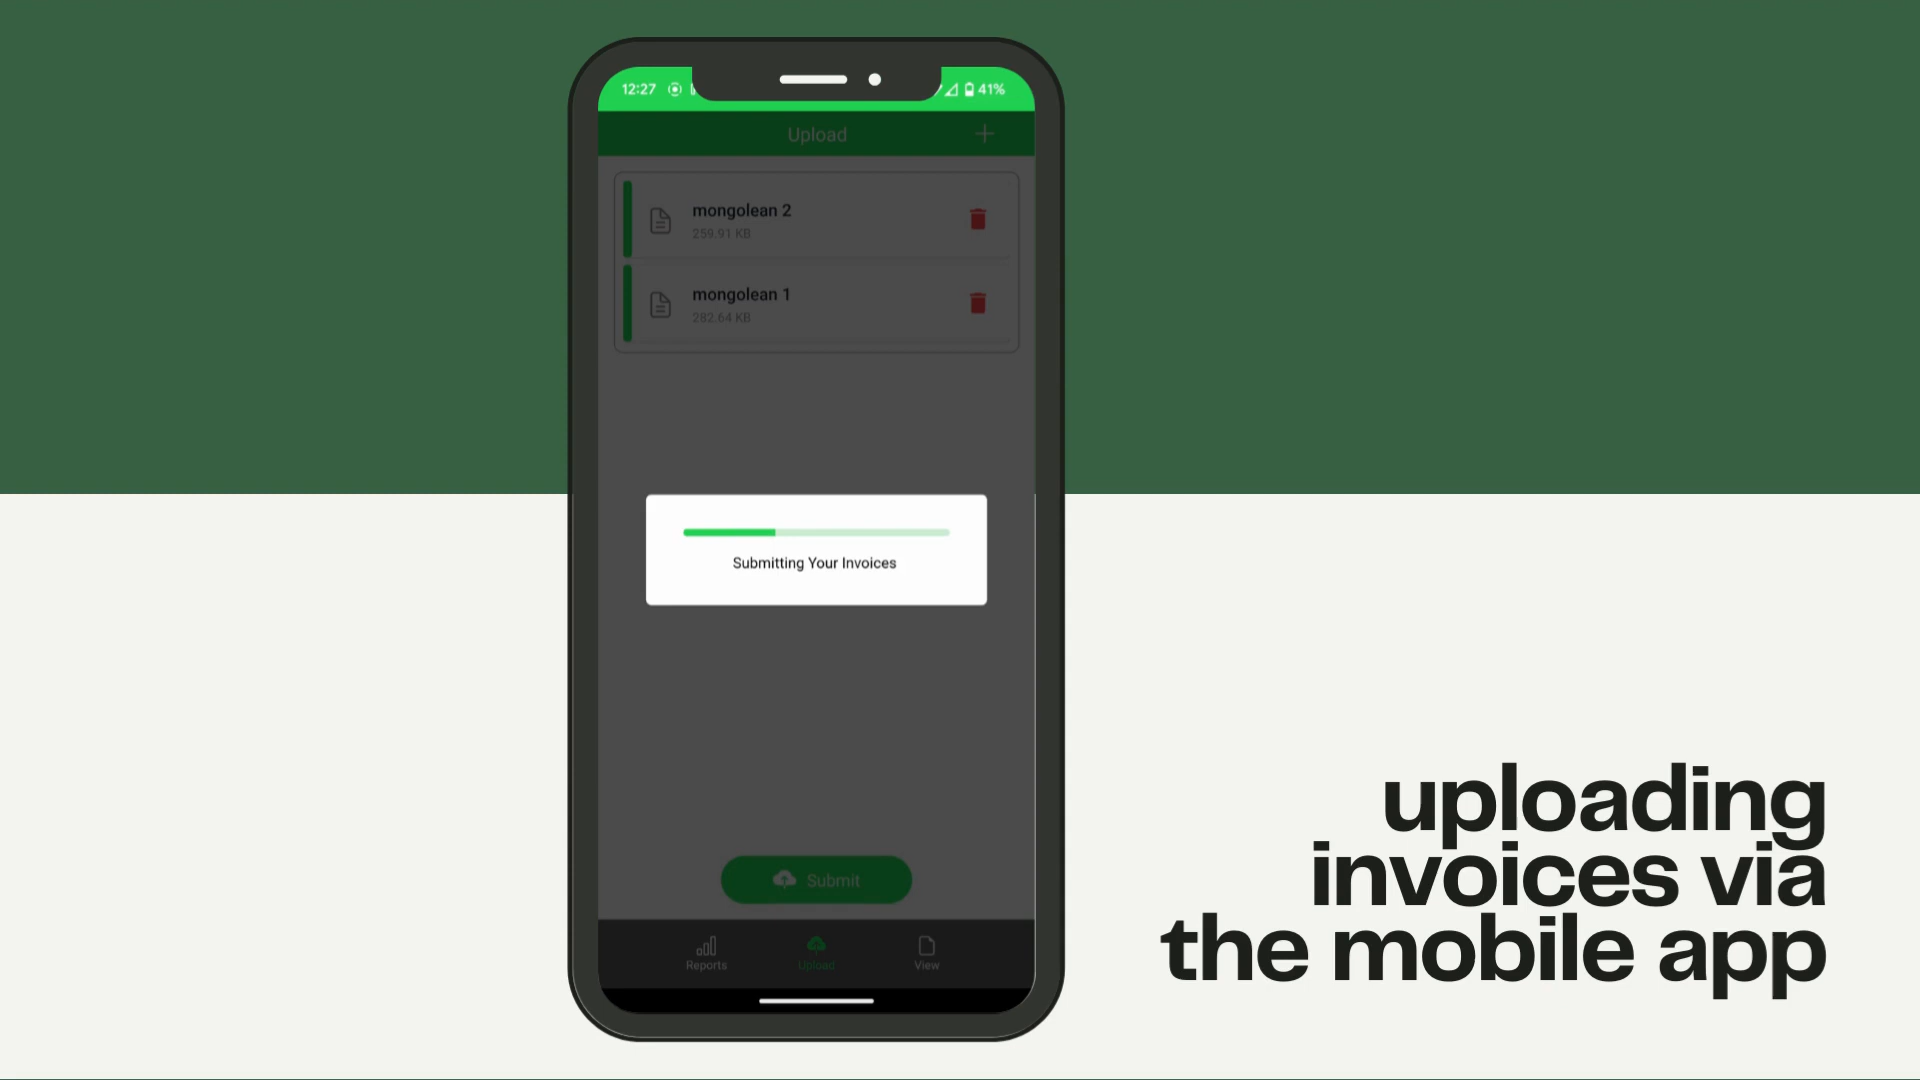 12:27
41%
Upload
mongolean 2
259.91 KB
mongolean 1
282.64 KB
Submitting Your Invoices
Submit
Reports
Upload
View
uploading
invoices via
the mobile app